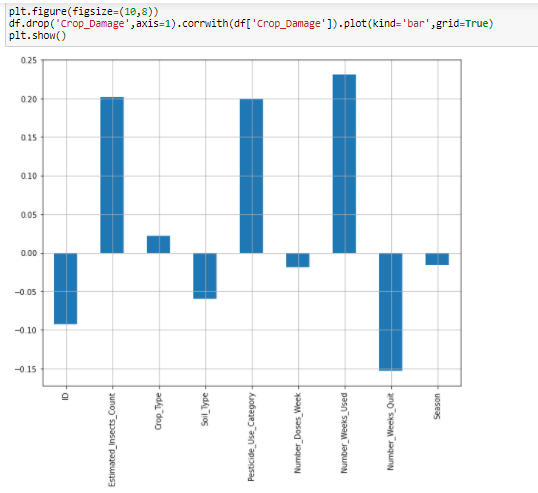 plt.figure(figsize=(10,8))
df.drop('Crop_Damage',axis=1).corrwith(df['Crop_Damage']).plot(kind='bar',grid=True)
plt.show()
0.25
0.20
0.15
0.10
0.05
0.00
−0.05
−0.10
−0.15
ID
Estimated_Insects_Count
Crop_Type
Soil_Type
Pesticide_Use_Category
Number_Doses_Week
Number_Weeks_Used
Number_Weeks_Quit
Season